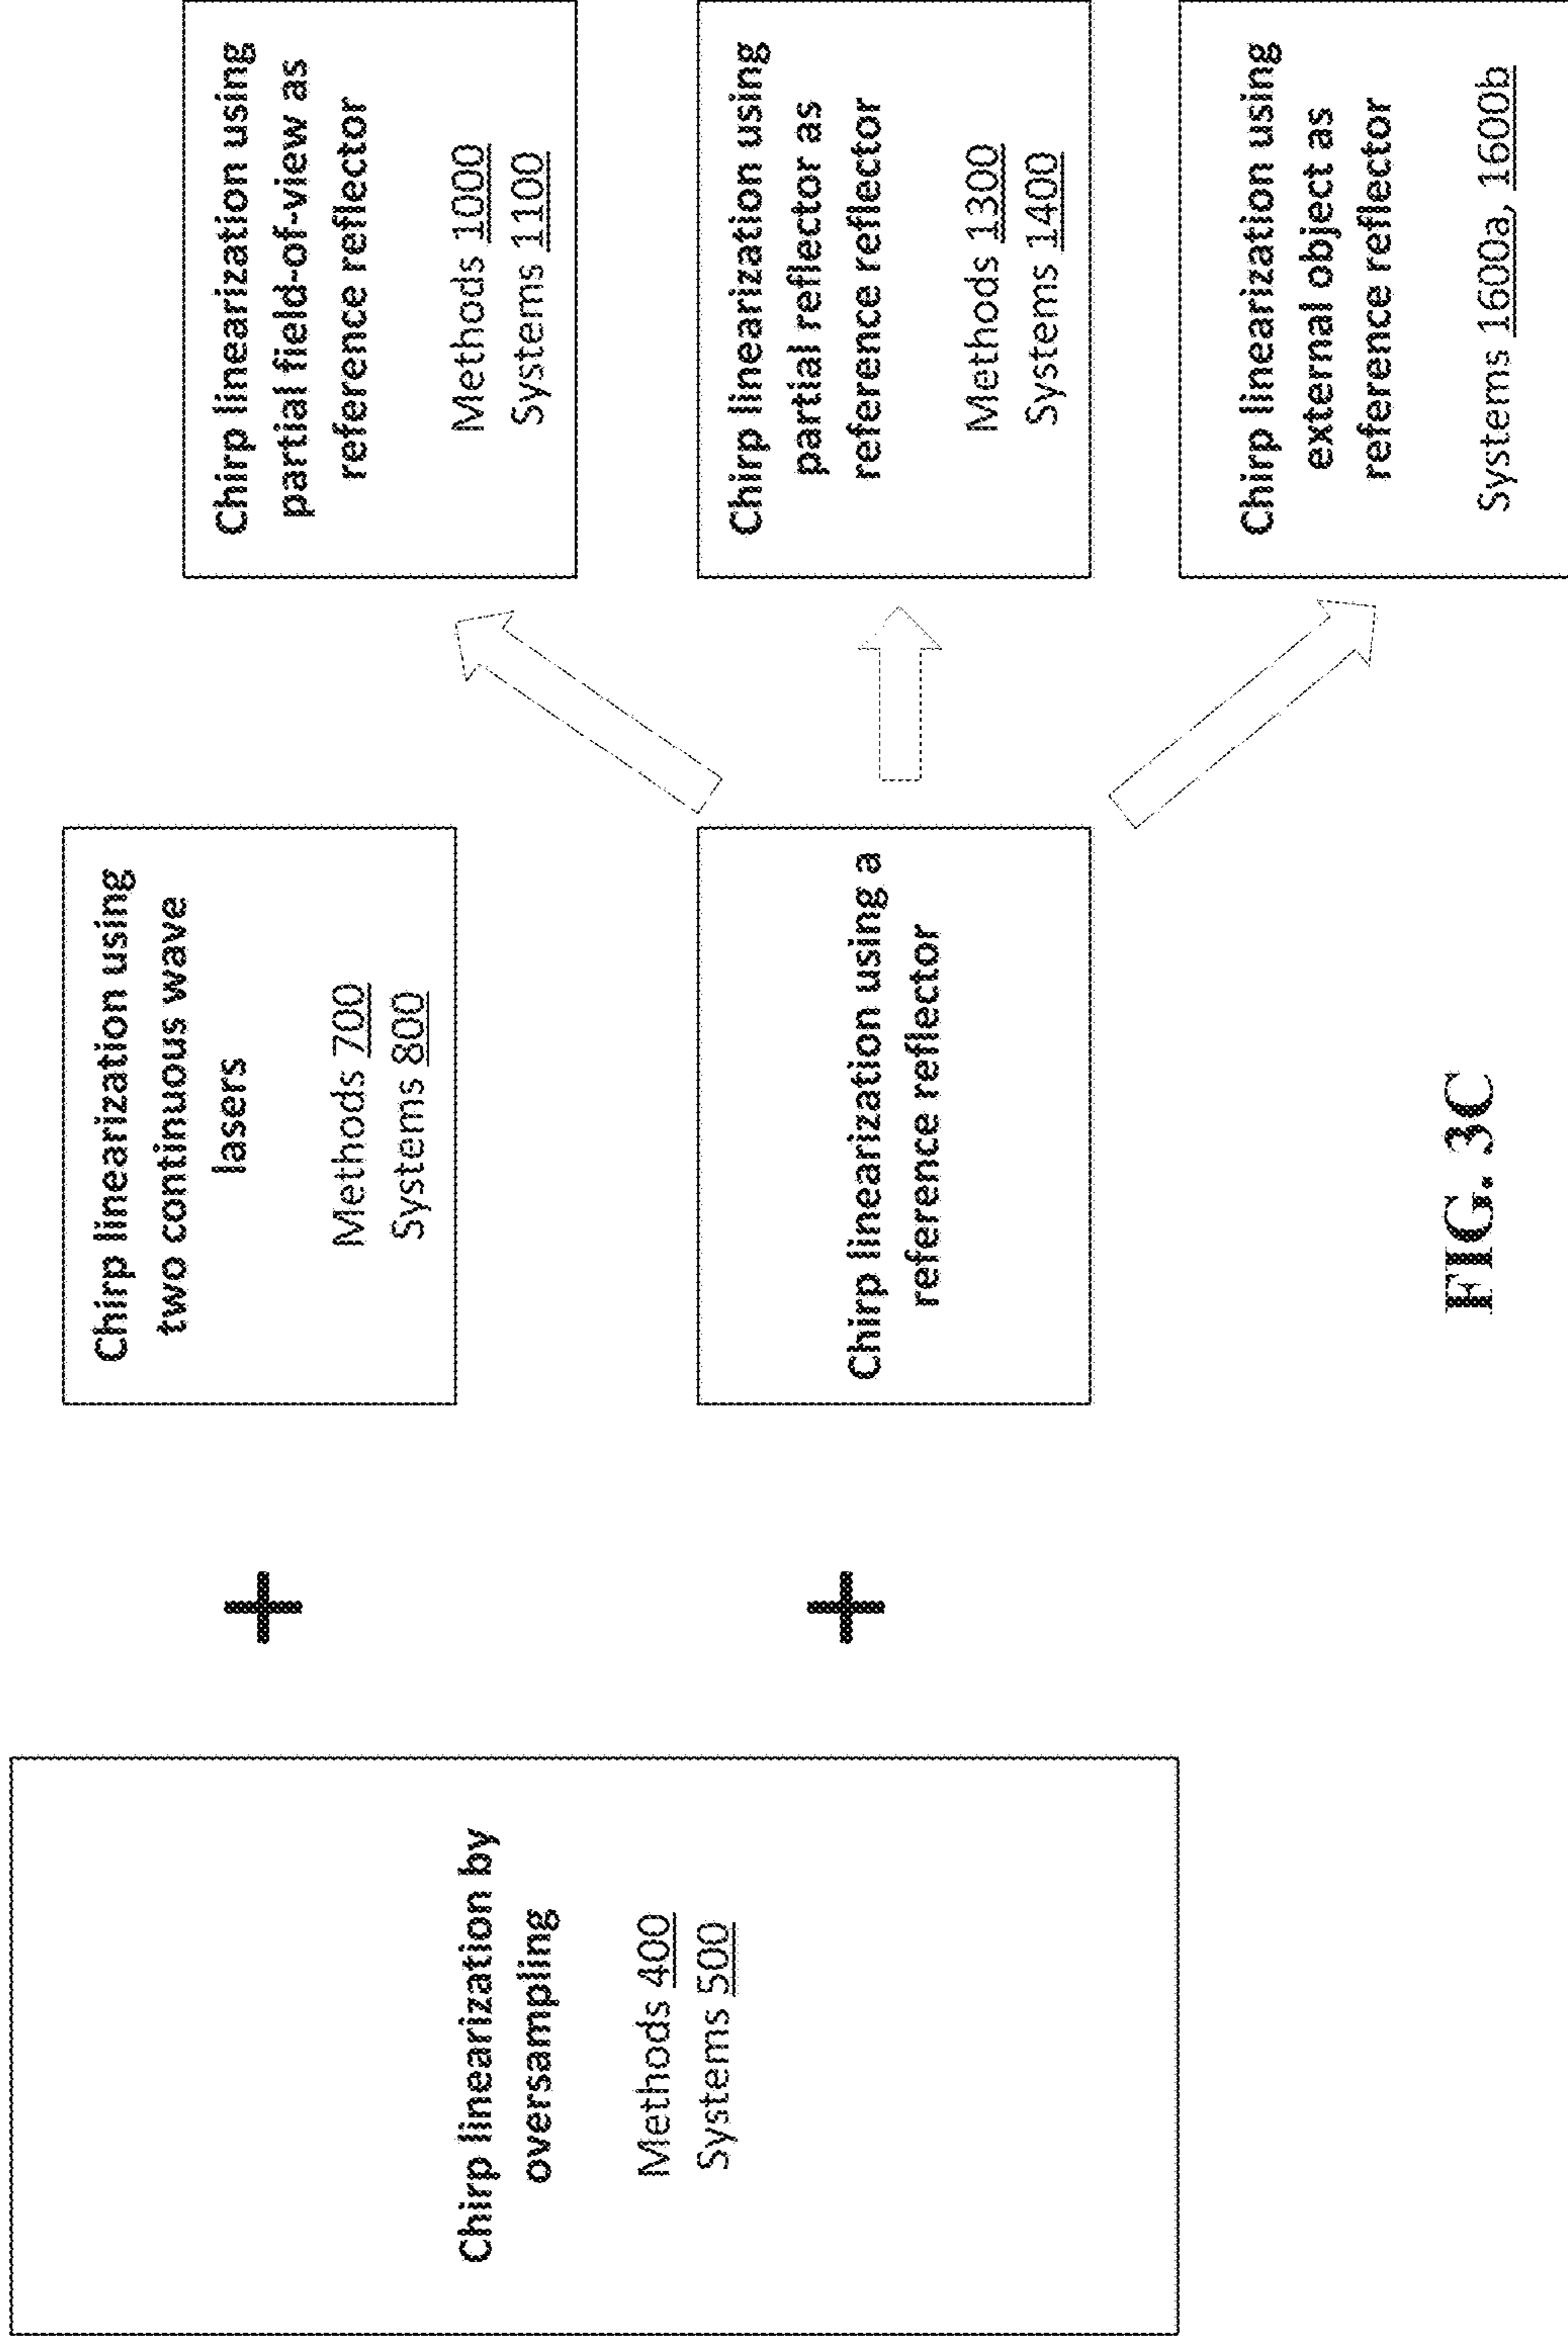 Chirp linearization by
oversampling
Methods 400
Systems 500
+
+
Chirp linearization using
two continuous wave
lasers
Methods 700
Systems 800
Chirp linearization using a
reference reflector
Chirp linearization using
partial field-of-view as
reference reflector
Methods 1000
Systems 1100
Chirp linearization using
partial reflector as
reference reflector
Methods 1300
Systems 1400
Chirp linearization using
external object as
reference reflector
Systems 1600a, 1600b
FIG. 3C